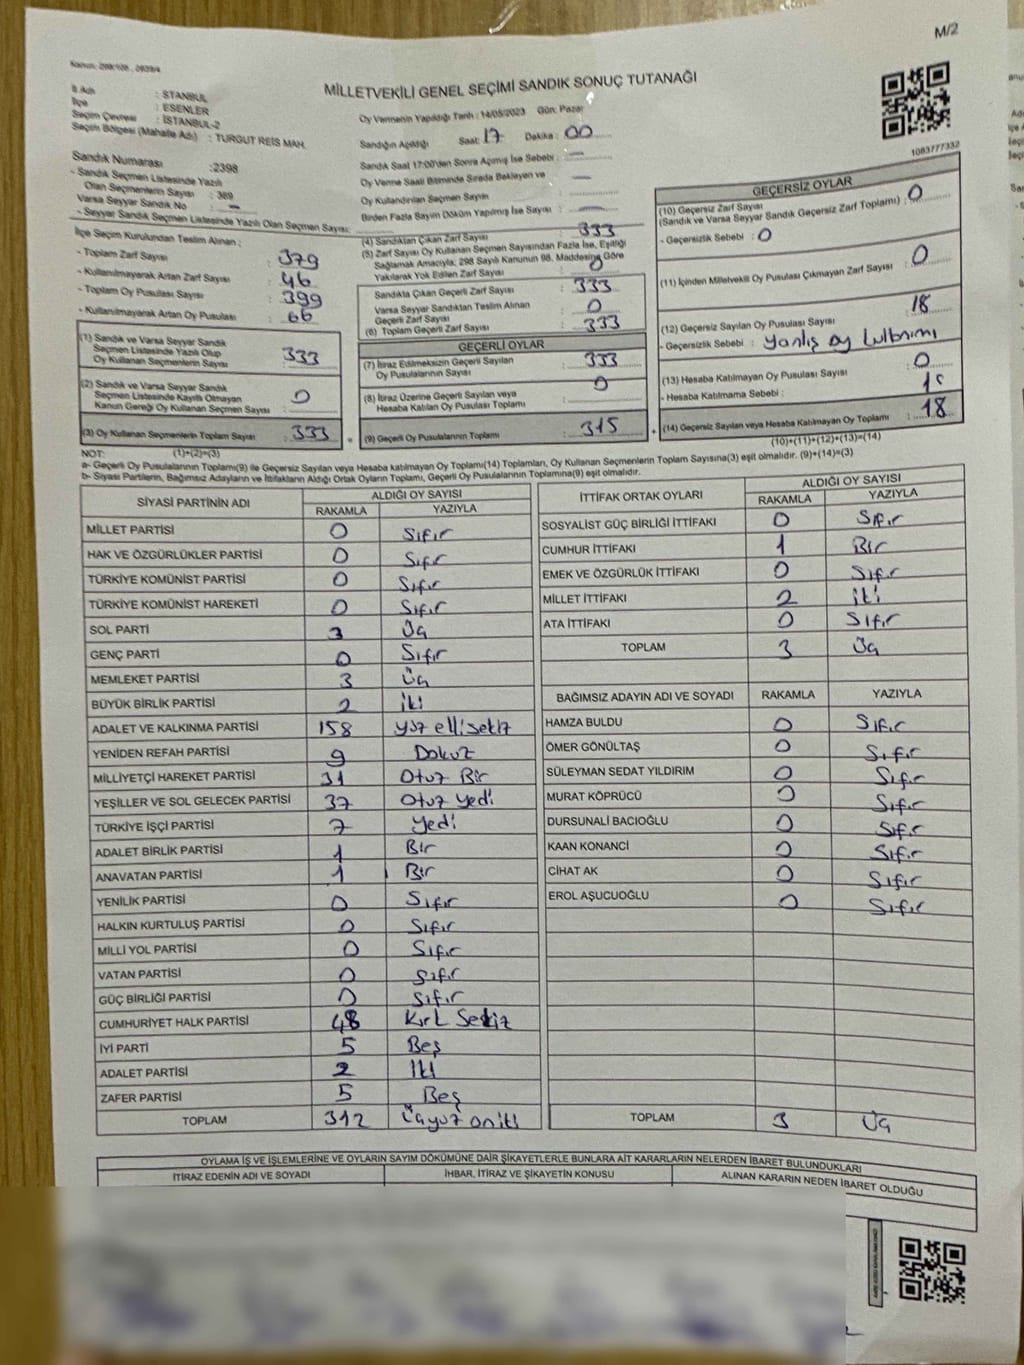 M/2
MİLLETVEKİLİ GENEL SEÇİMİ SANDIK SONUÇ TUTANAĞI
İl Adı : İSTANBUL
İlçe : ESENLER
Seçim Çevresi : İSTANBUL-2
Seçim Bölgesi (Mahalle Adı) : TURGUT REİS MAH.
Sandık Numarası :2398
- Sandık Seçmen Listesinde Yazılı
Olan Seçmenlerin Sayısı : 389
Varsa Seyyar Sandık No : —
- Seyyar Sandık Seçmen Listesinde Yazılı Olan Seçmen Sayısı:
Oy Vermenin Yapıldığı Tarih : 14/05/2023 Gün: Pazar
Sandığın Açıldığı Saat: 17 Dakika : 00
Sandık Saat 17:00'den Sonra Açımış İse Sebebi : —
Oy Verme Saati Bitiminde Sırada Bekleyen ve
Oy Kullandırılan Seçmen Sayısı : —
Birden Fazla Sayım Döküm Yapılmış İse Sayısı : —
1083777332
İlçe Seçim Kurulundan Teslim Alınan ;
- Toplam Zarf Sayısı : 379
- Kullanılmayarak Artan Zarf Sayısı : 46
- Toplam Oy Pusulası Sayısı : 399
- Kullanılmayarak Artan Oy Pusulası : 66
(1) Sandık ve Varsa Seyyar Sandık
Seçmen Listesinde Yazılı Olup
Oy Kullanan Seçmenlerin Sayısı : 333
(2) Sandık ve Varsa Seyyar Sandık
Seçmen Listesinde Kayıtlı Olmayan
Kanun Gereği Oy Kullanan Seçmen Sayısı : 0
(3) Oy Kullanan Seçmenlerin Toplam Sayısı : 333
(4) Sandıktan Çıkan Zarf Sayısı : 333
(5) Zarf Sayısı Oy Kullanan Seçmen Sayısından Fazla İse, Eşitliği
Sağlamak Amacıyla, 298 Sayılı Kanunun 98. Maddesine Göre
Yakılarak Yok Edilen Zarf Sayısı : 0
Sandıkta Çıkan Geçerli Zarf Sayısı : 333
Varsa Seyyar Sandıktan Teslim Alınan
Geçerli Zarf Sayısı : 0
(6) Toplam Geçerli Zarf Sayısı : 333
GEÇERLİ OYLAR
(7) İtiraz Edilmeksizin Geçerli Sayılan
Oy Pusulalarının Sayısı : 333
(8) İtiraz Üzerine Geçerli Sayılan veya
Hesaba Katılan Oy Pusulaları Toplamı : 0
(9) Geçerli Oy Pusulalarının Toplamı : 315
GEÇERSİZ OYLAR
(10) Geçersiz Zarf Sayısı
(Sandık ve Varsa Seyyar Sandık Geçersiz Zarf Toplamı) : 0
- Geçersizlik Sebebi : 0
(11) İçinden Milletvekili Oy Pusulası Çıkmayan Zarf Sayısı : 0
(12) Geçersiz Sayılan Oy Pusulası Sayısı : 18
- Geçersizlik Sebebi : yanlış oy
(13) Hesaba Katılmayan Oy Pusulası Sayısı : 0
- Hesaba Katılmama Sebebi :
(14) Geçersiz Sayılan veya Hesaba Katılmayan Oy Toplamı : 18
NOT: (1)+(2)=(3) (10)+(11)+(12)+(13)=(14)
a- Geçerli Oy Pusulalarının Toplamı(9) ile Geçersiz Sayılan veya Hesaba katılmayan Oy Toplamı(14) Toplamları, Oy Kullanan Seçmenlerin Toplam Sayısına(3) eşit olmalıdır. (9)+(14)=(3)
b- Siyasi Partilerin, Bağımsız Adayların ve İttifakların Aldığı Ortak Oyların Toplamı, Geçerli Oy Pusulalarının Toplamına(9) eşit olmalıdır.
SİYASİ PARTİNİN ADI ALDIĞI OY SAYISI
RAKAMLA YAZIYLA
MİLLET PARTİSİ 0 Sıfır
HAK VE ÖZGÜRLÜKLER PARTİSİ 0 Sıfır
TÜRKİYE KOMÜNİST PARTİSİ 0 Sıfır
TÜRKİYE KOMÜNİST HAREKETİ 0 Sıfır
SOL PARTİ 3 Üç
GENÇ PARTİ 0 Sıfır
MEMLEKET PARTİSİ 3 Üç
BÜYÜK BİRLİK PARTİSİ 2 iki
ADALET VE KALKINMA PARTİSİ 158 yüz elli sekiz
YENİDEN REFAH PARTİSİ 9 Dokuz
MİLLİYETÇİ HAREKET PARTİSİ 31 Otuz Bir
YEŞİLLER VE SOL GELECEK PARTİSİ 37 Otuz yedi
TÜRKİYE İŞÇİ PARTİSİ 7 yedi
ADALET BİRLİK PARTİSİ 1 Bir
ANAVATAN PARTİSİ 1 Bir
YENİLİK PARTİSİ 0 Sıfır
HALKIN KURTULUŞ PARTİSİ 0 Sıfır
MİLLİ YOL PARTİSİ 0 Sıfır
VATAN PARTİSİ 0 Sıfır
GÜÇ BİRLİĞİ PARTİSİ 0 Sıfır
CUMHURİYET HALK PARTİSİ 48 Kırk Sekiz
İYİ PARTİ 5 Beş
ADALET PARTİSİ 2 İki
ZAFER PARTİSİ 5 Beş
TOPLAM 312 Üçyüz oniki
İTTİFAK ORTAK OYLARI ALDIĞI OY SAYISI
RAKAMLA YAZIYLA
SOSYALİST GÜÇ BİRLİĞİ İTTİFAKI 0 Sıfır
CUMHUR İTTİFAKI 1 Bir
EMEK VE ÖZGÜRLÜK İTTİFAKI 0 Sıfır
MİLLET İTTİFAKI 2 iki
ATA İTTİFAKI 0 Sıfır
TOPLAM 3 Üç
BAĞIMSIZ ADAYIN ADI VE SOYADI RAKAMLA YAZIYLA
HAMZA BULDU 0 Sıfır
ÖMER GÖNÜLTAŞ 0 Sıfır
SÜLEYMAN SEDAT YILDIRIM 0 Sıfır
MURAT KÖPRÜCÜ 0 Sıfır
DURSUNALİ BACIOĞLU 0 Sıfır
KAAN KONANCİ 0 Sıfır
CİHAT AK 0 Sıfır
EROL AŞUCUOĞLU 0 Sıfır
TOPLAM 3 Üç
OYLAMA İŞ VE İŞLEMLERİNE VE OYLARIN SAYIM DÖKÜMÜNE DAİR ŞİKAYETLERLE BUNLARA AİT KARARLARIN NELERDEN İBARET BULUNDUKLARI
İTİRAZ EDENİN ADI VE SOYADI İHBAR, İTİRAZ VE ŞİKAYETİN KONUSU ALINAN KARARIN NEDEN İBARET OLDUĞU